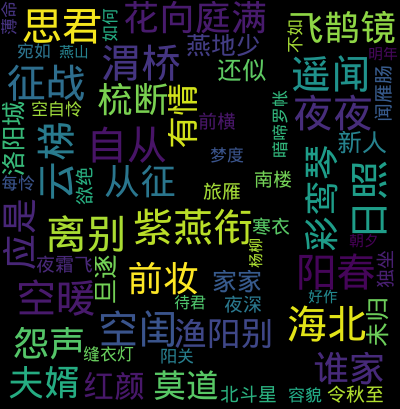 薄命
思君
如何
花向庭满
不如
飞鹊镜
宛如
燕山
渭桥
燕地少
明年
征战
还似
遥闻
闻雁肠
洛阳城
空自怜
梳断
有情
前横
暗啼罗帐
夜夜
自从
新人
云梯
梦度
每怜
欲绝
从征
旅雁
南楼
彩鸾琴
日照
应是
离别
紫燕衔
寒衣
杨柳
朝夕
夜霜飞
旦逐
前妆
家家
阳春
独坐
空暖
待君
夜深
好作
未归
空闺
渔阳别
海北
怨声
缝衣灯
阳关
谁家
夫婿
红颜
莫道
北斗星
容貌
令秋至